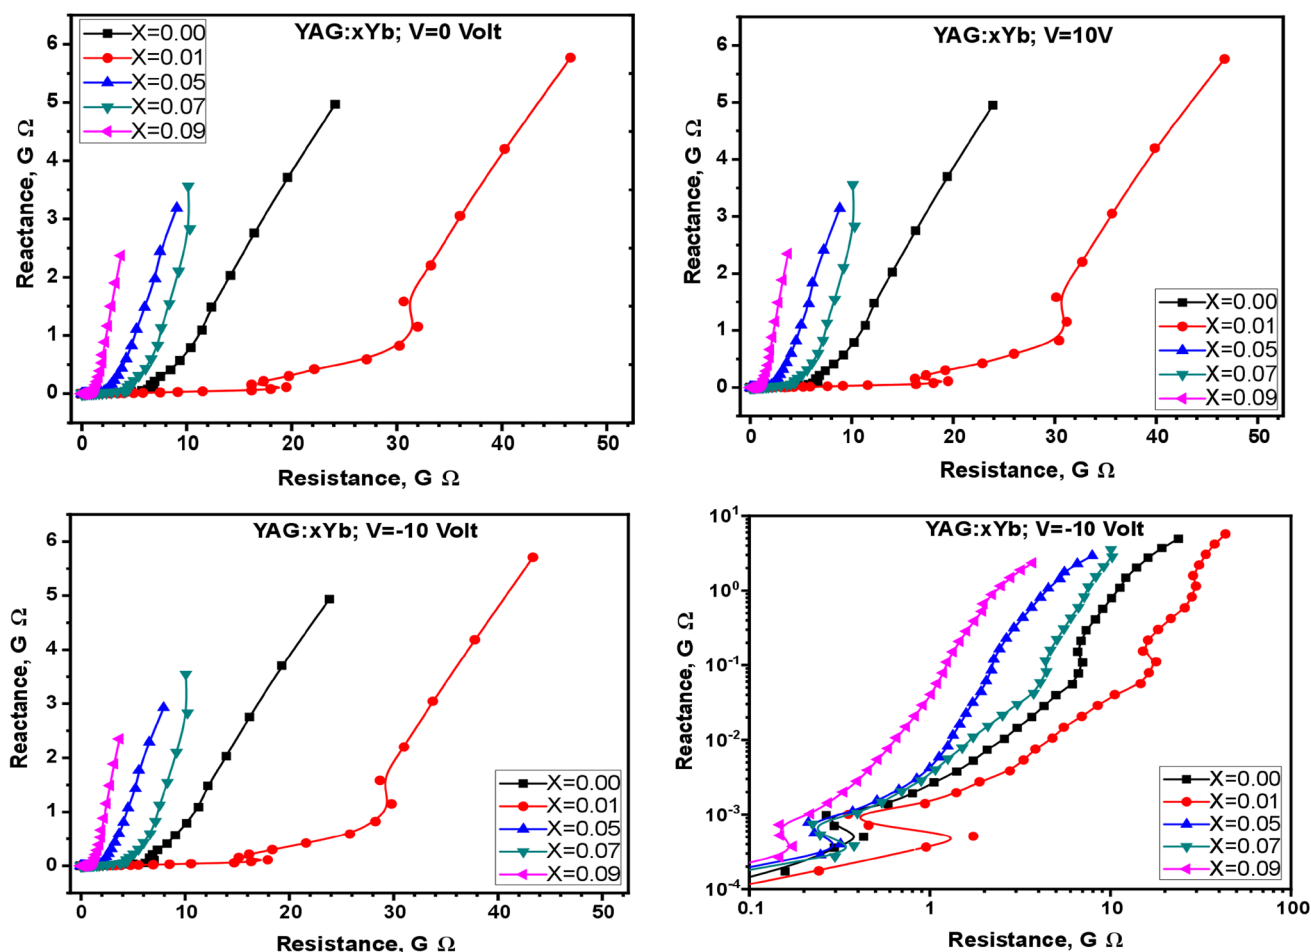 YAG:xYb; V=0 Volt
X=0.00
X=0.01
X=0.05
X=0.07
X=0.09
Reactance, G Ω
6
5
4
3
2
1
0
0 10 20 30 40 50
Resistance, G Ω
YAG:xYb; V=10V
Reactance, G Ω
6
5
4
3
2
1
0
X=0.00
X=0.01
X=0.05
X=0.07
X=0.09
0 10 20 30 40 50
Resistance, G Ω
YAG:xYb; V=-10 Volt
Reactance, G Ω
6
5
4
3
2
1
0
X=0.00
X=0.01
X=0.05
X=0.07
X=0.09
0 10 20 30 40 50
Resistance, G Ω
YAG:xYb; V=-10 Volt
Reactance, G Ω
10¹
10⁰
10⁻¹
10⁻²
10⁻³
10⁻⁴
X=0.00
X=0.01
X=0.05
X=0.07
X=0.09
0.1 1 10 100
Resistance, G Ω